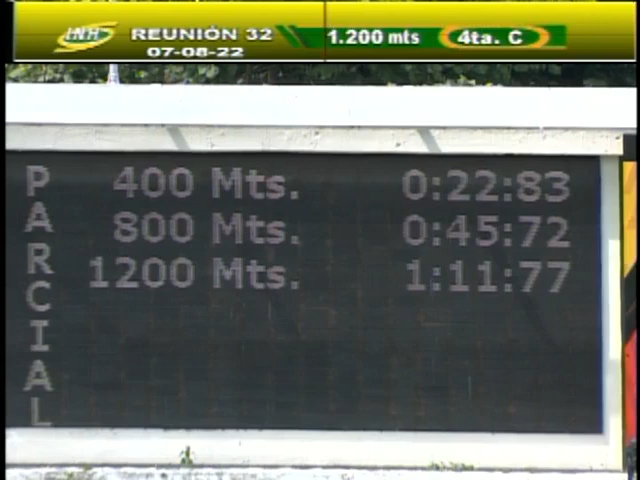 INH REUNIÓN 32 1.200 mts 4ta. C
07-08-22
PARCIAL
400 Mts. 0:22:83
800 Mts. 0:45:72
1200 Mts. 1:11:77